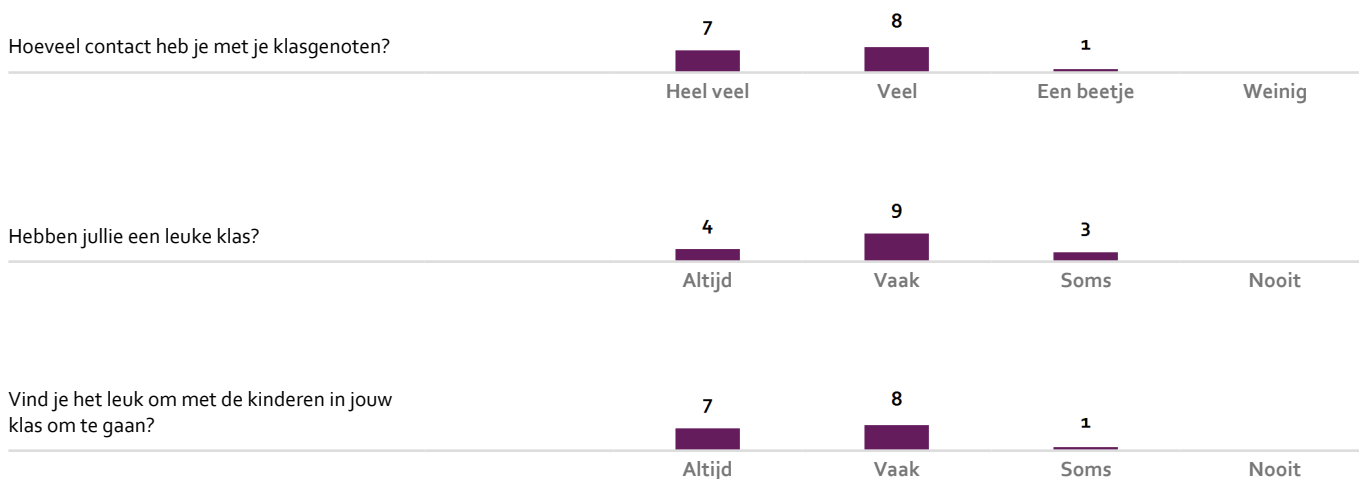 7 8 1
Hoeveel contact heb je met je klasgenoten?
Heel veel Veel Een beetje Weinig
4 9 3
Hebben jullie een leuke klas?
Altijd Vaak Soms Nooit
Vind je het leuk om met de kinderen in jouw
klas om te gaan?
7 8 1
Altijd Vaak Soms Nooit